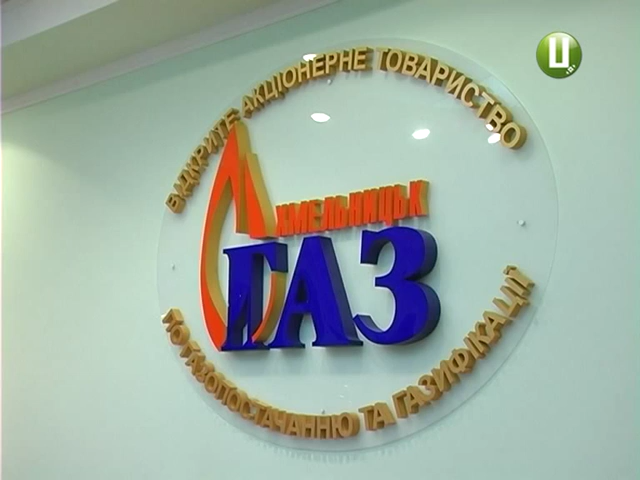 ВІДКРИТЕ АКЦІОНЕРНЕ ТОВАРИСТВО
ХМЕЛЬНИЦЬК
ГАЗ
ПО ГАЗОПОСТАЧАННЮ ТА ГАЗИФІКАЦІЇ
Ц